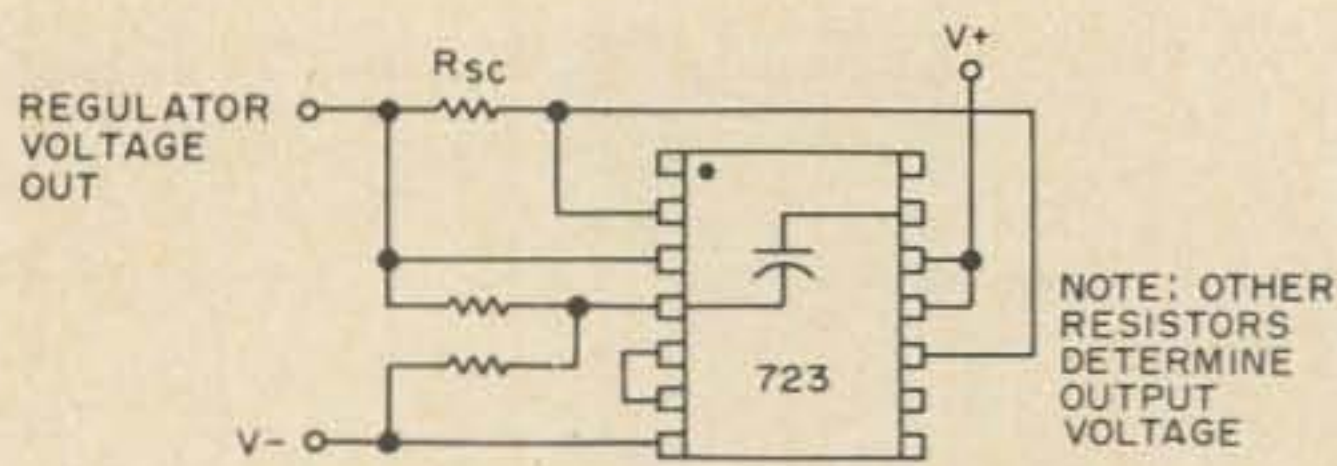 RSC
V+
REGULATOR
VOLTAGE
OUT
NOTE: OTHER
RESISTORS
DETERMINE
OUTPUT
VOLTAGE
723
V-